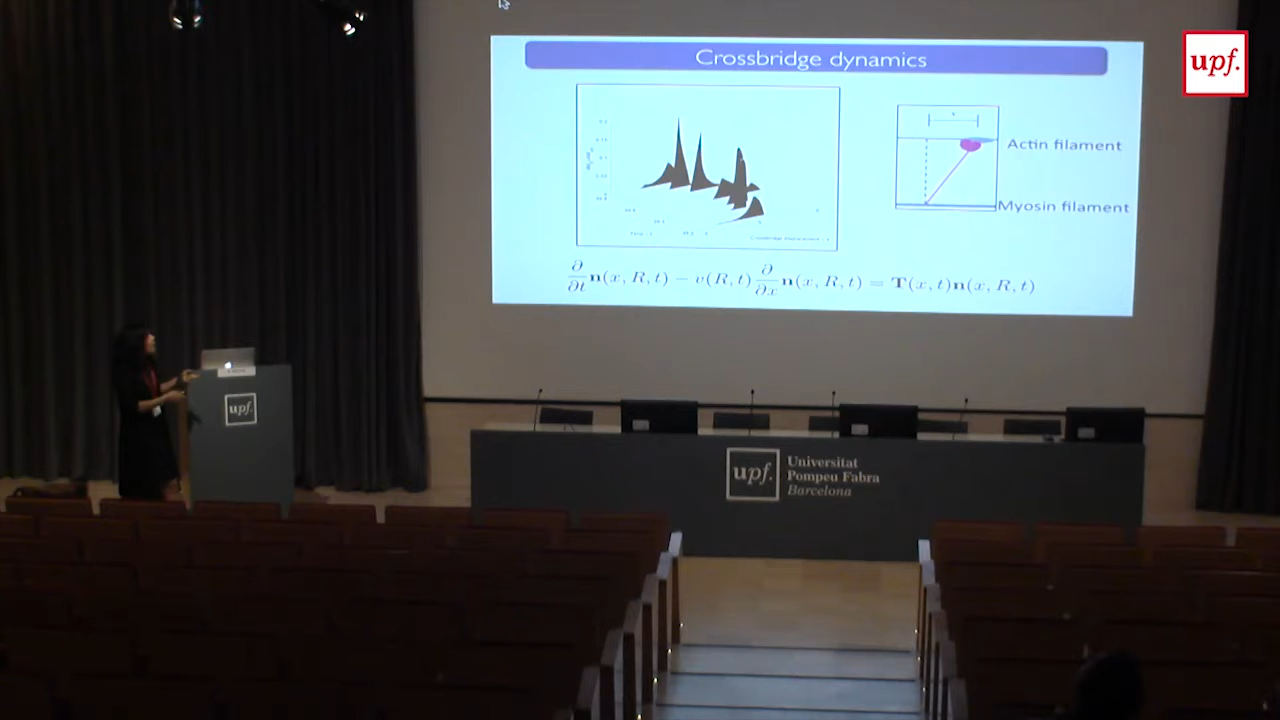 Crossbridge dynamics
Actin filament
Myosin filament
∂/∂t n(x, R, t) − v(R, t) ∂/∂x n(x, R, t) = T(x, t)n(x, R, t)
upf.
upf.
upf.
Universitat
Pompeu Fabra
Barcelona